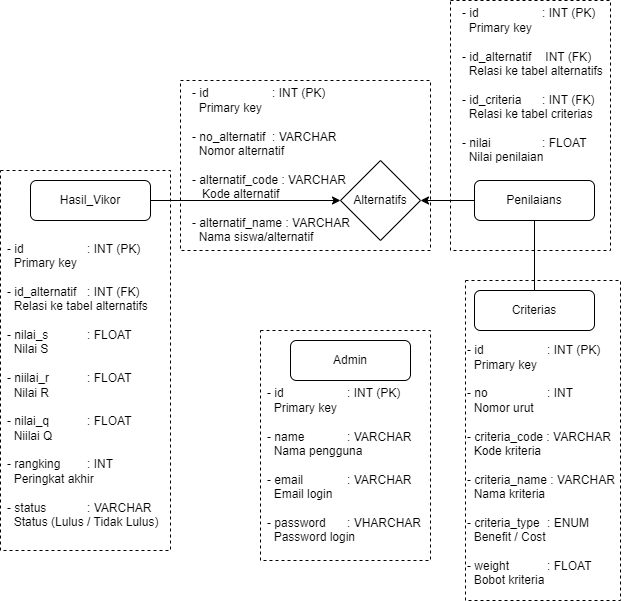 - id : INT (PK)
Primary key
- id_alternatif INT (FK)
Relasi ke tabel alternatifs
- id_criteria : INT (FK)
Relasi ke tabel criterias
- nilai : FLOAT
Nilai penilaian
Penilaians
- id : INT (PK)
Primary key
- no_alternatif : VARCHAR
Nomor alternatif
- alternatif_code : VARCHAR
Kode alternatif
- alternatif_name : VARCHAR
Nama siswa/alternatif
Alternatifs
Hasil_Vikor
- id : INT (PK)
Primary key
- id_alternatif : INT (FK)
Relasi ke tabel alternatifs
- nilai_s : FLOAT
Nilai S
- niilai_r : FLOAT
Nilai R
- nilai_q : FLOAT
Niilai Q
- rangking : INT
Peringkat akhir
- status : VARCHAR
Status (Lulus / Tidak Lulus)
Admin
- id : INT (PK)
Primary key
- name : VARCHAR
Nama pengguna
- email : VARCHAR
Email login
- password : VHARCHAR
Password login
Criterias
- id : INT (PK)
Primary key
- no : INT
Nomor urut
- criteria_code : VARCHAR
Kode kriteria
- criteria_name : VARCHAR
Nama kriteria
- criteria_type : ENUM
Benefit / Cost
- weight : FLOAT
Bobot kriteria